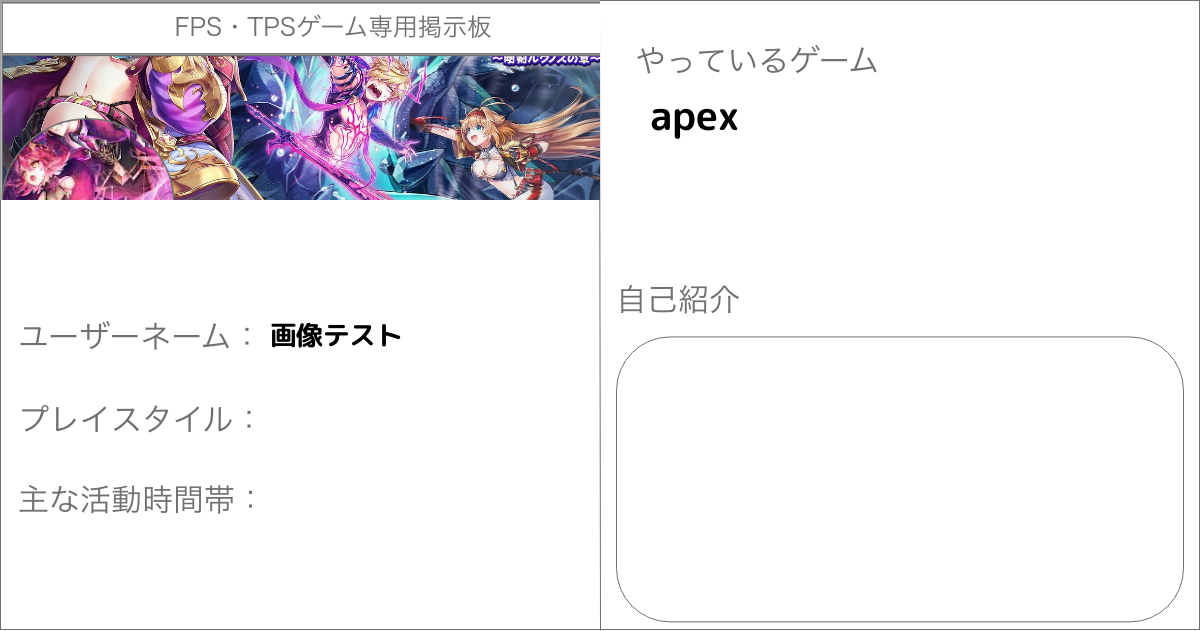 FPS・TPSゲーム専用掲示板
ユーザーネーム： 画像テスト
プレイスタイル：
主な活動時間帯：
やっているゲーム
apex
自己紹介